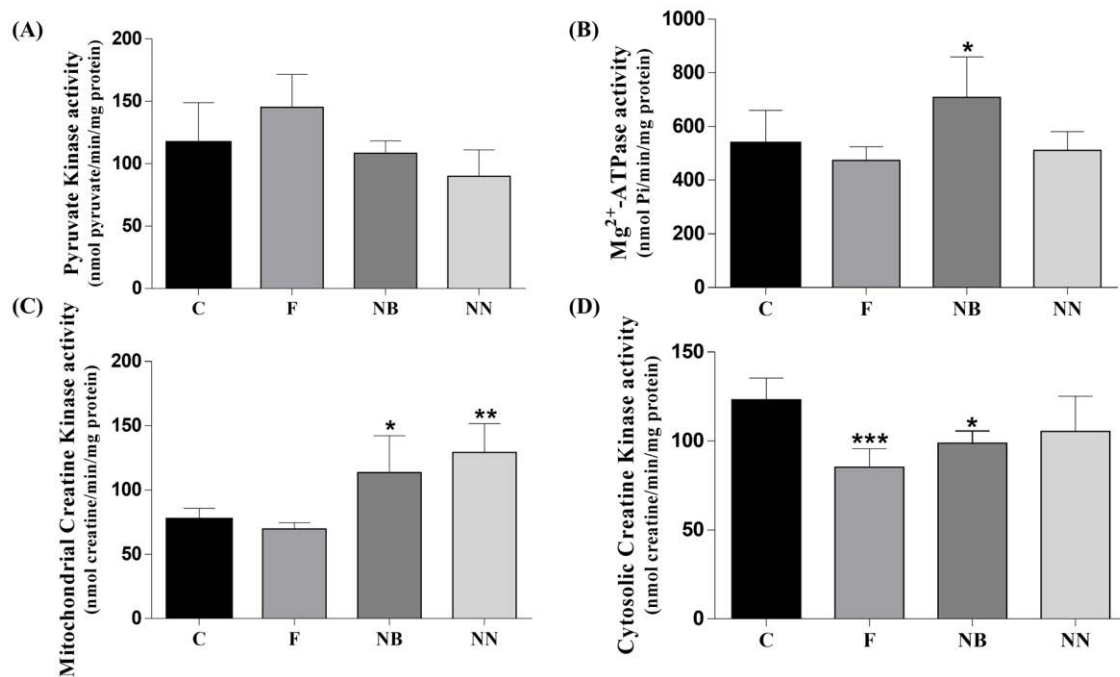 (A)
Pyruvate Kinase activity
(nmol pyruvate/min/mg protein)
200
150
100
50
0
C F NB NN
(B)
Mg²⁺-ATPase activity
(nmol Pi/min/mg protein)
1000
800
600
400
200
0
*
C F NB NN
(C)
Mitochondrial Creatine Kinase activity
(nmol creatine/min/mg protein)
200
150
100
50
0
* **
C F NB NN
(D)
Cytosolic Creatine Kinase activity
(nmol creatine/min/mg protein)
150
100
50
0
*** *
C F NB NN